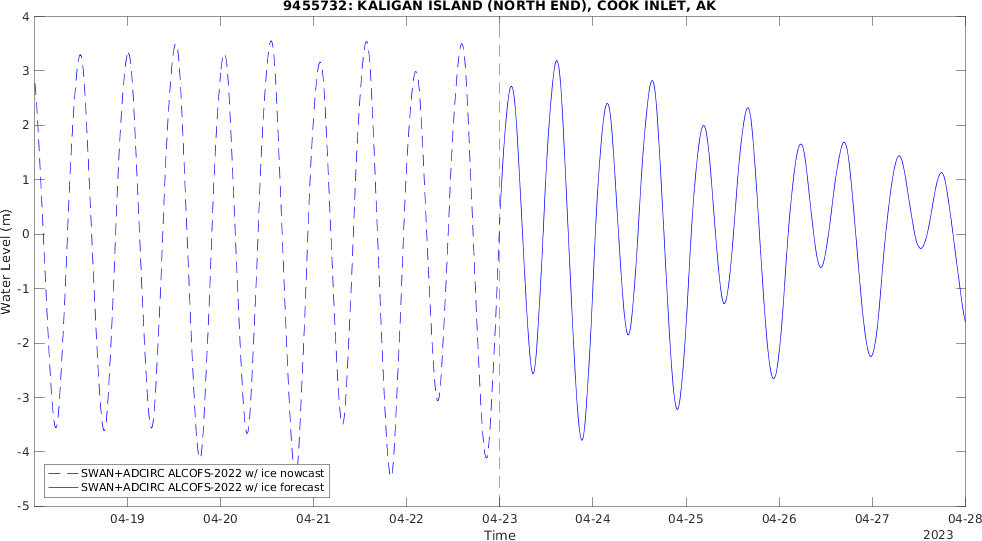 9455732: KALIGAN ISLAND (NORTH END), COOK INLET, AK
4
3
2
1
0
-1
-2
-3
-4
-5
Water Level (m)
SWAN+ADCIRC ALCOFS-2022 w/ ice nowcast
SWAN+ADCIRC ALCOFS-2022 w/ ice forecast
04-19 04-20 04-21 04-22 04-23 04-24 04-25 04-26 04-27 04-28
Time
2023